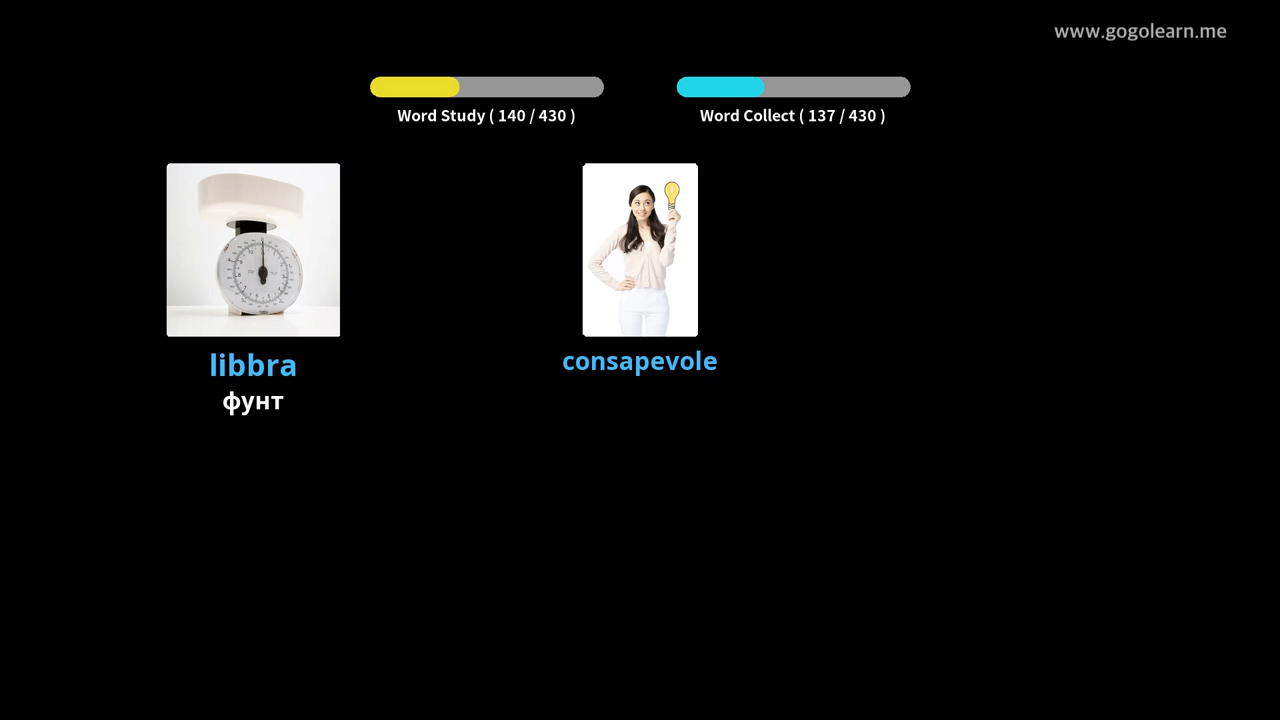 www.gogolearn.me
Word Study ( 140 / 430 )
Word Collect ( 137 / 430 )
libbra
фунт
consapevole